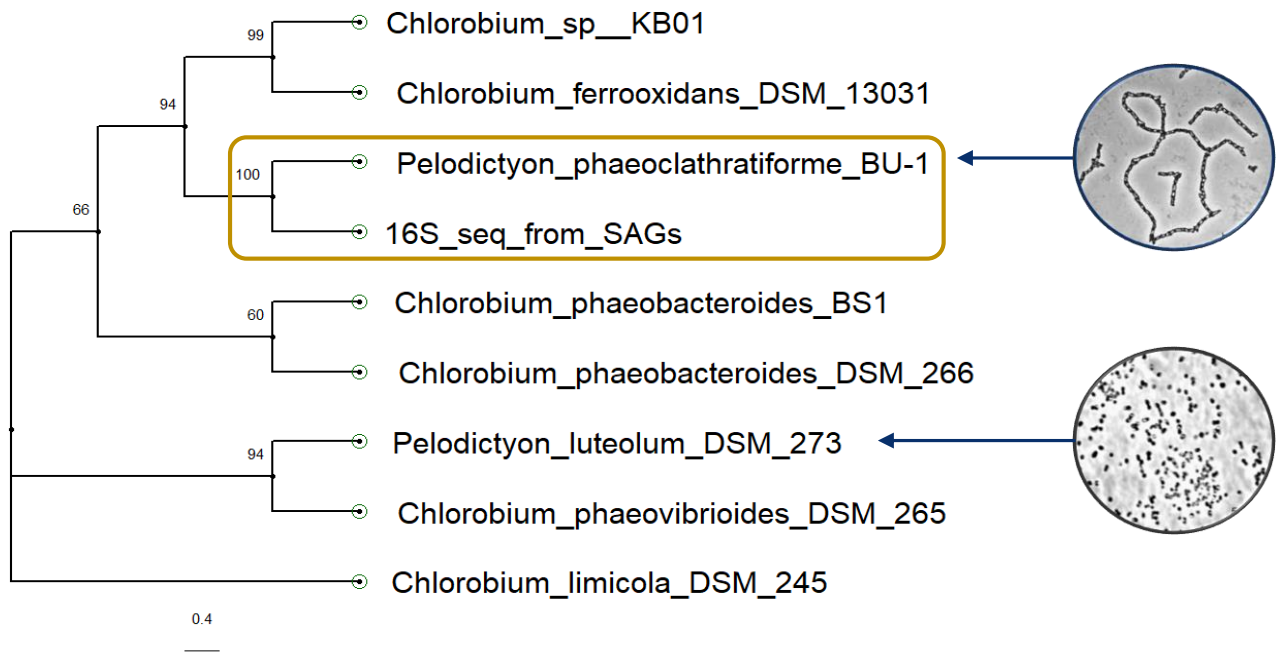 99
Chlorobium_sp__KB01
94
Chlorobium_ferrooxidans_DSM_13031
100
Pelodictyon_phaeoclathratiforme_BU-1
66
16S_seq_from_SAGs
60
Chlorobium_phaeobacteroides_BS1
Chlorobium_phaeobacteroides_DSM_266
94
Pelodictyon_luteolum_DSM_273
Chlorobium_phaeovibrioides_DSM_265
Chlorobium_limicola_DSM_245
0.4